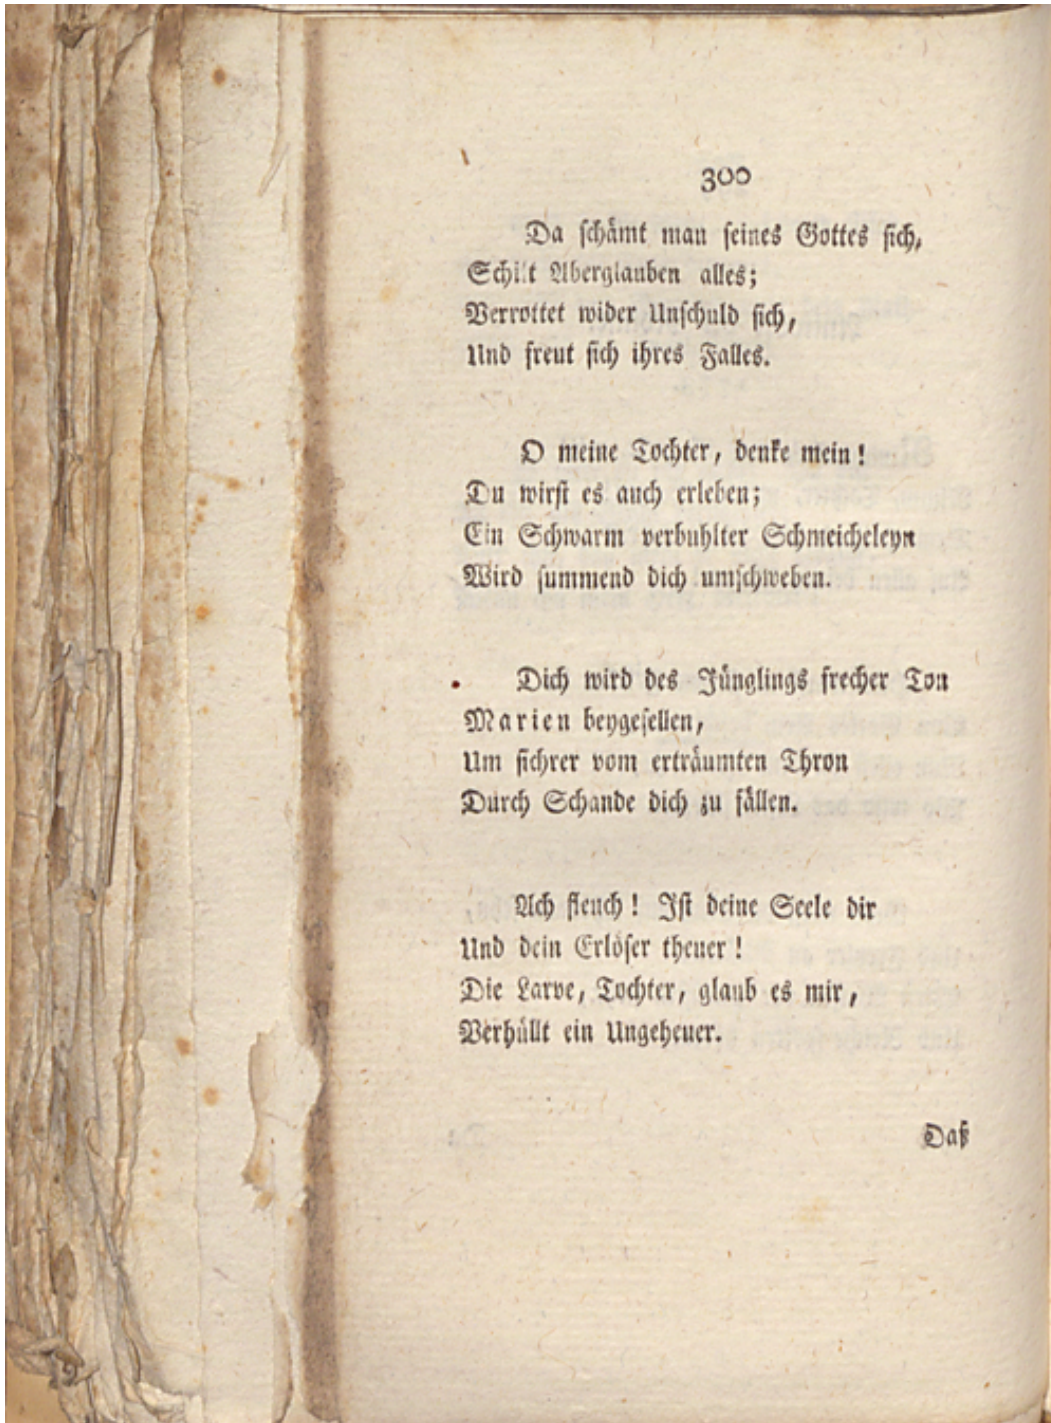 300
Da schämt man seines Gottes sich,
Schilt Aberglauben alles;
Verrottet wider Unschuld sich,
Und freut sich ihres Falles.
O meine Tochter, denke mein!
Du wirst es auch erleben;
Ein Schwarm verbuhlter Schmeicheleyn
Wird summend dich umschweben.
Dich wird des Jünglings frecher Ton
Marien beygesellen,
Um sichrer vom erträumten Thron
Durch Schande dich zu fällen.
Ach fleuch! Ist deine Seele dir
Und dein Erlöser theuer!
Die Larve, Tochter, glaub es mir,
Verhüllt ein Ungeheuer.
Daß